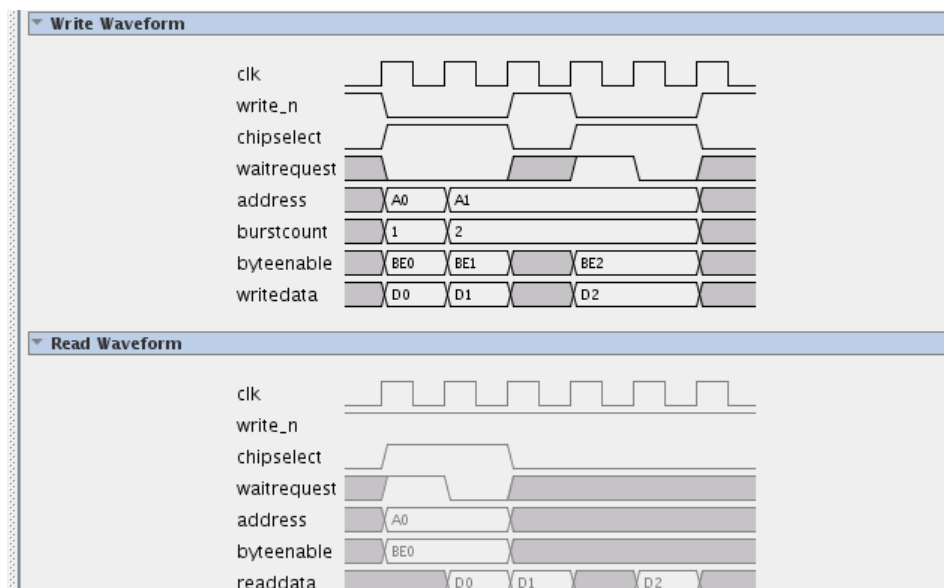 Write Waveform
clk
write_n
chipselect
waitrequest
address A0 A1
burstcount 1 2
byteenable BE0 BE1 BE2
writedata D0 D1 D2
Read Waveform
clk
write_n
chipselect
waitrequest
address A0
byteenable BE0
readdata D0 D1 D2